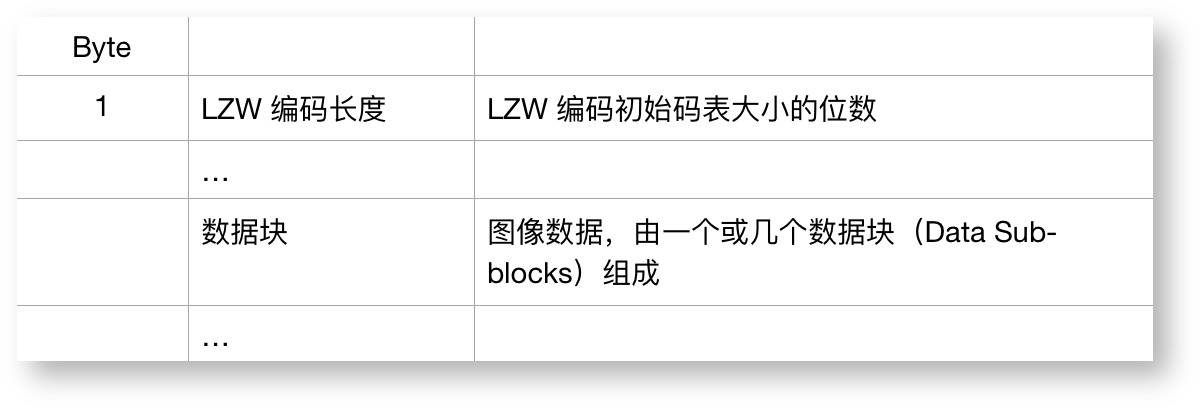 Byte
1 LZW 编码长度 LZW 编码初始码表大小的位数
…
数据块 图像数据，由一个或几个数据块（Data Sub-
blocks）组成
…